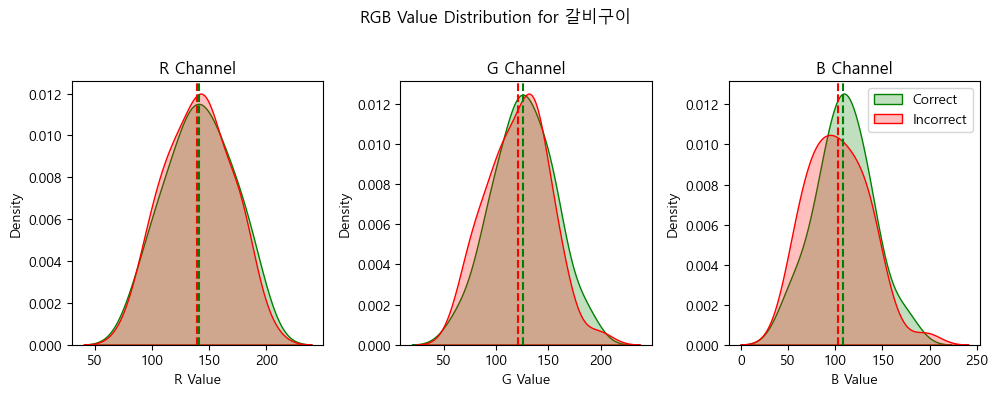 RGB Value Distribution for 갈비구이
R Channel
G Channel
B Channel
0.012
0.010
0.008
0.006
0.004
0.002
0.000
Density
50 100 150 200
R Value
0.012
0.010
0.008
0.006
0.004
0.002
0.000
Density
50 100 150 200
G Value
0.012
0.010
0.008
0.006
0.004
0.002
0.000
Density
0 50 100 150 200 250
B Value
Correct
Incorrect